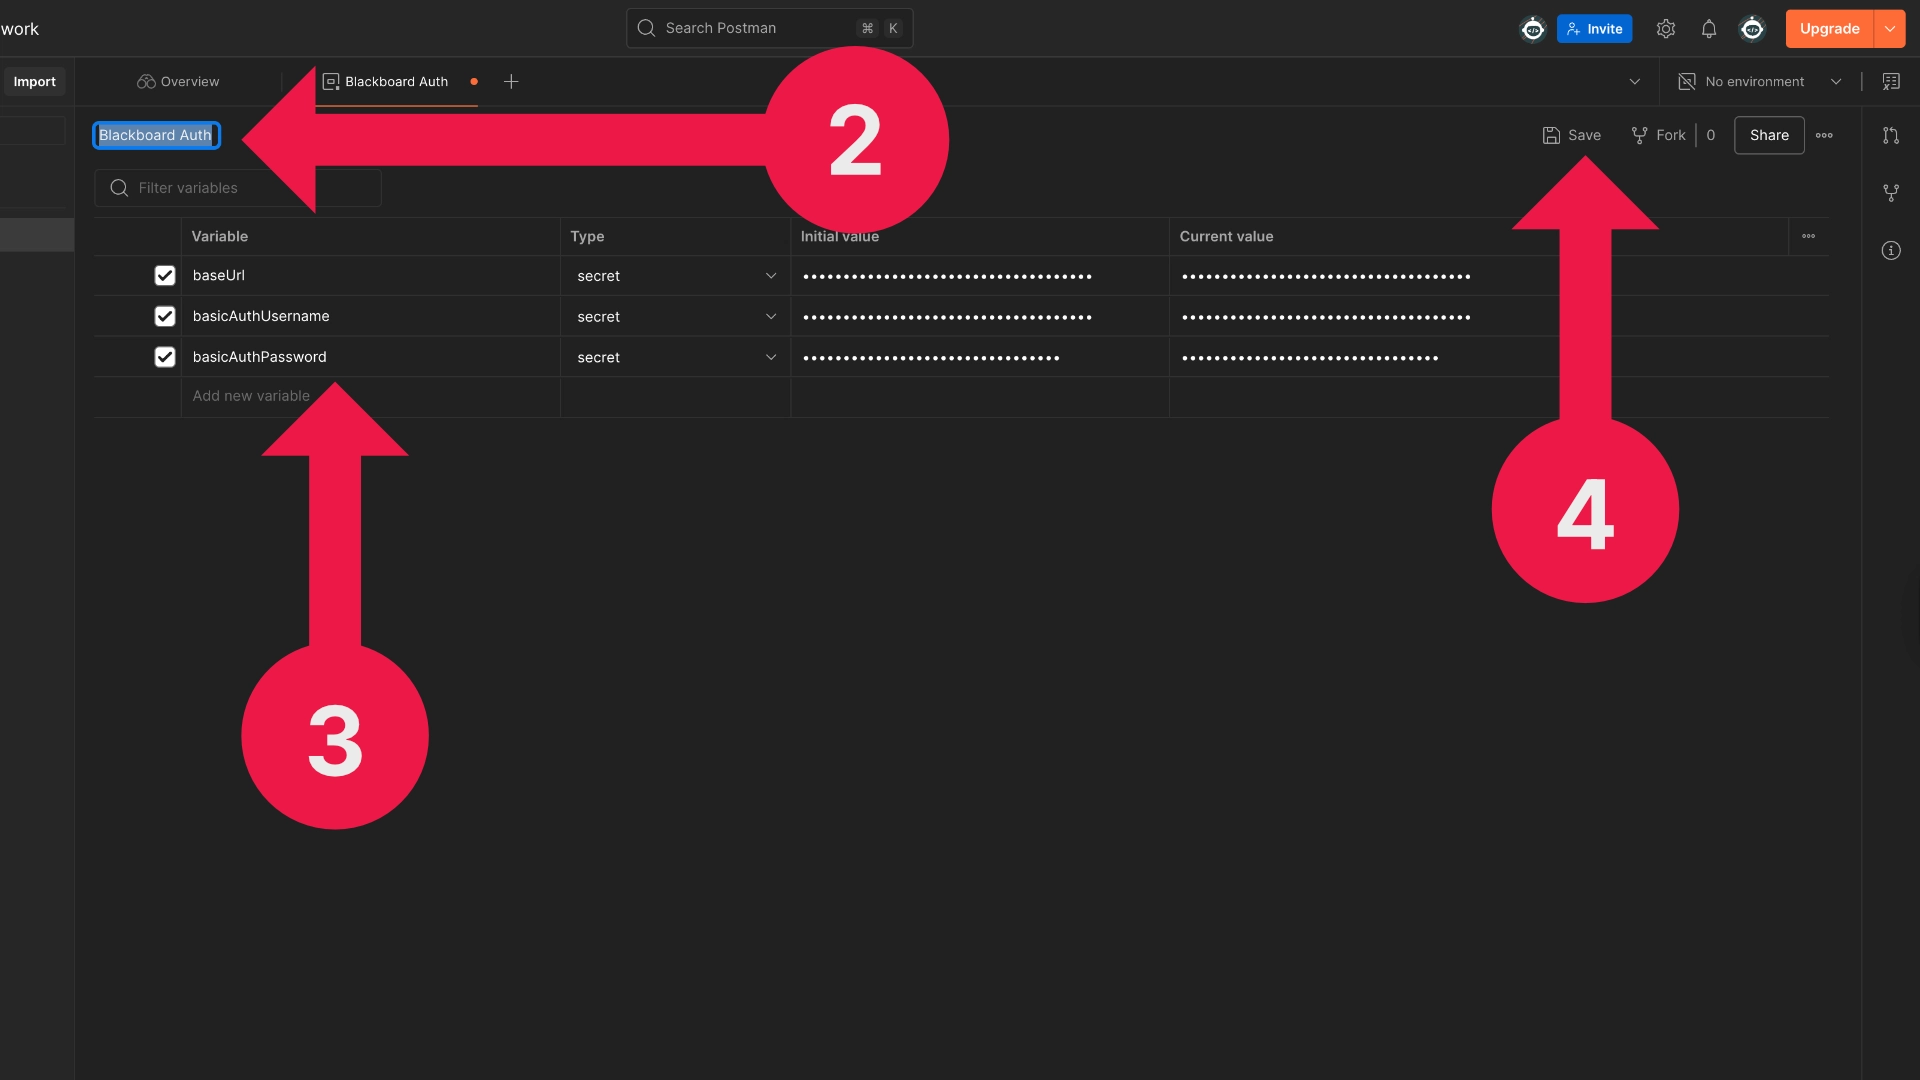 work
Search Postman
⌘ K
Invite
Upgrade
Import
Overview
Blackboard Auth
No environment
Blackboard Auth
2
Save
Fork
0
Share
Filter variables
Variable
Type
Initial value
Current value
baseUrl
secret
••••••••••••••••••••••••••••••••••••
••••••••••••••••••••••••••••••••••••
basicAuthUsername
secret
••••••••••••••••••••••••••••••••••••
••••••••••••••••••••••••••••••••••••
basicAuthPassword
secret
••••••••••••••••••••••••••••••••
••••••••••••••••••••••••••••••••
Add new variable
4
3